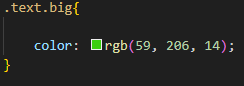 .text.big{
color: rgb(59, 206, 14);
}